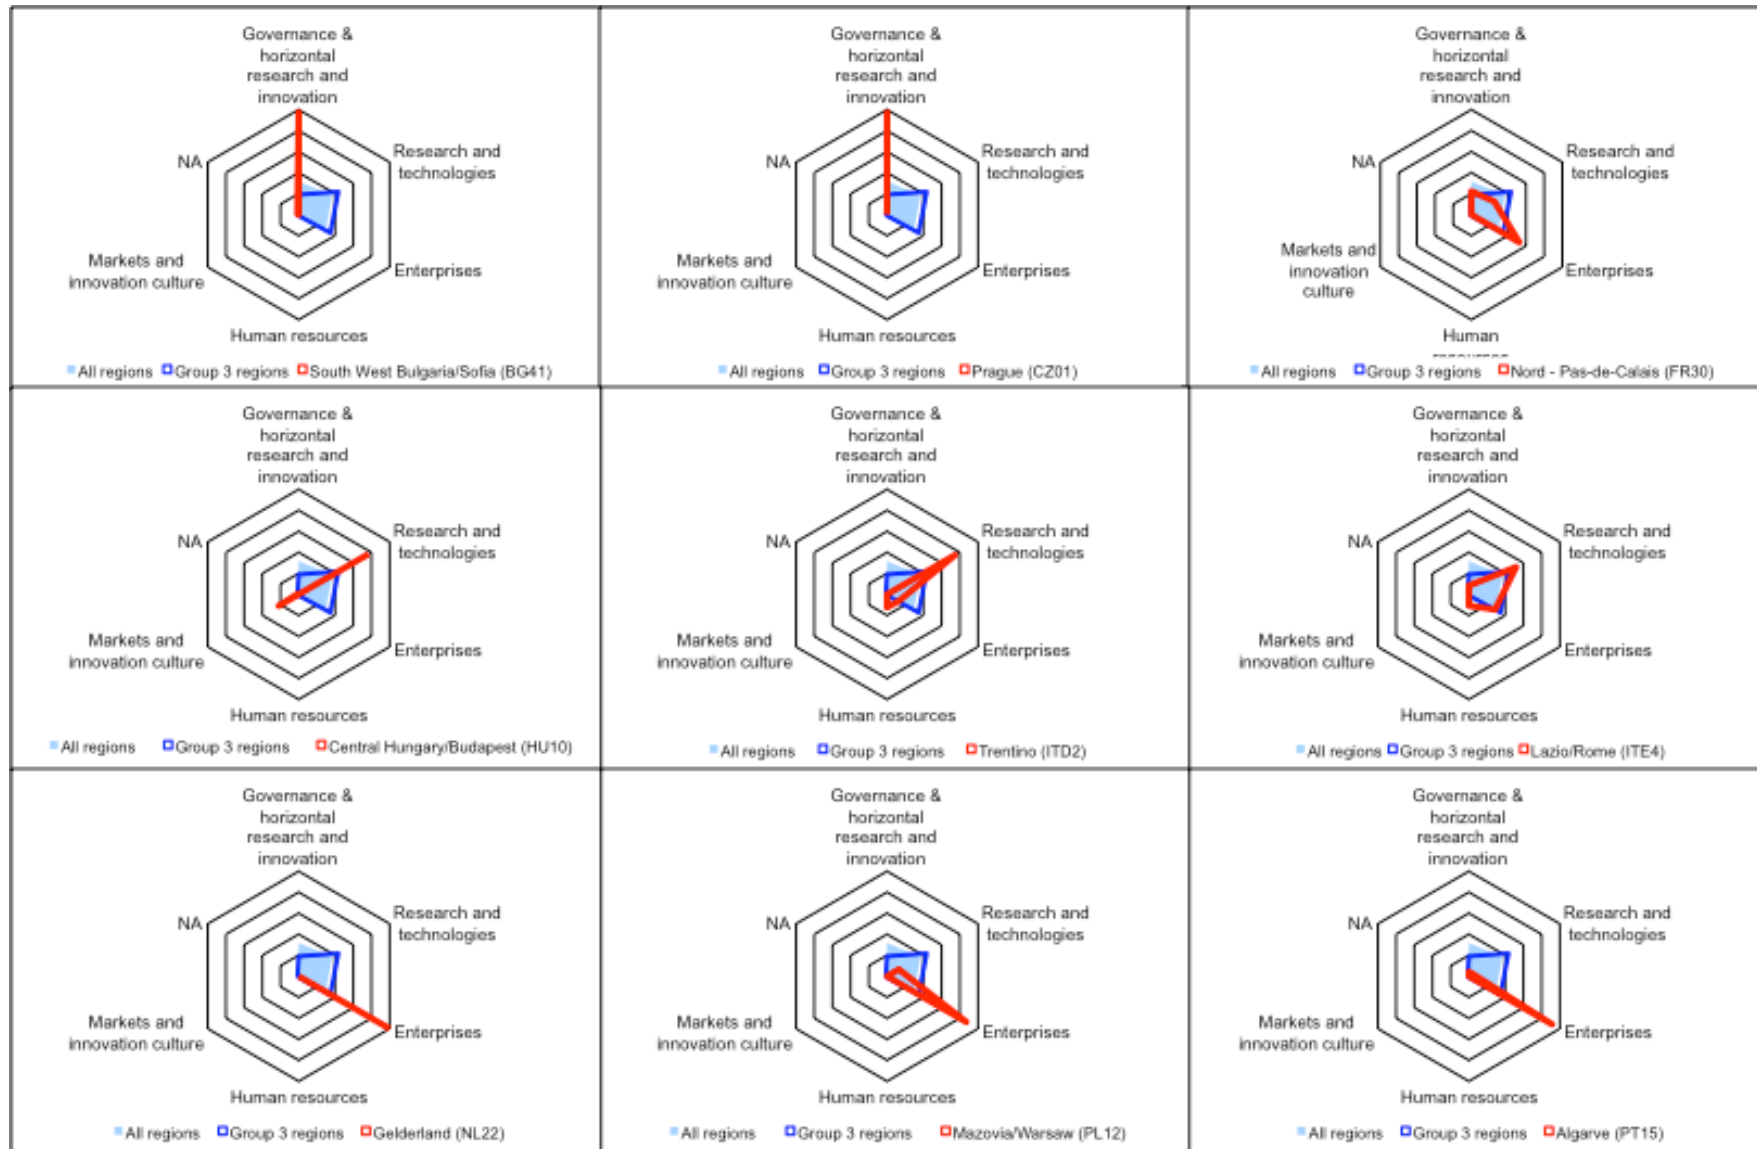 Governance &
horizontal
research and
innovation
Research and
technologies
NA
Markets and
innovation culture
Enterprises
Human resources
All regions Group 3 regions South West Bulgaria/Sofia (BG41)
Governance &
horizontal
research and
innovation
Research and
technologies
NA
Markets and
innovation culture
Enterprises
Human resources
All regions Group 3 regions Prague (CZ01)
Governance &
horizontal
research and
innovation
Research and
technologies
NA
Markets and
innovation
culture
Enterprises
Human
All regions Group 3 regions Nord - Pas-de-Calais (FR30)
Governance &
horizontal
research and
innovation
Research and
technologies
NA
Markets and
innovation culture
Enterprises
Human resources
All regions Group 3 regions Central Hungary/Budapest (HU10)
Governance &
horizontal
research and
innovation
Research and
technologies
NA
Markets and
innovation culture
Enterprises
Human resources
All regions Group 3 regions Trentino (ITD2)
Governance &
horizontal
research and
innovation
Research and
technologies
NA
Markets and
innovation culture
Enterprises
Human resources
All regions Group 3 regions Lazio/Rome (ITE4)
Governance &
horizontal
research and
innovation
Research and
technologies
NA
Markets and
innovation culture
Enterprises
Human resources
All regions Group 3 regions Gelderland (NL22)
Governance &
horizontal
research and
innovation
Research and
technologies
NA
Markets and
innovation culture
Enterprises
Human resources
All regions Group 3 regions Mazovia/Warsaw (PL12)
Governance &
horizontal
research and
innovation
Research and
technologies
NA
Markets and
innovation culture
Enterprises
Human resources
All regions Group 3 regions Algarve (PT15)